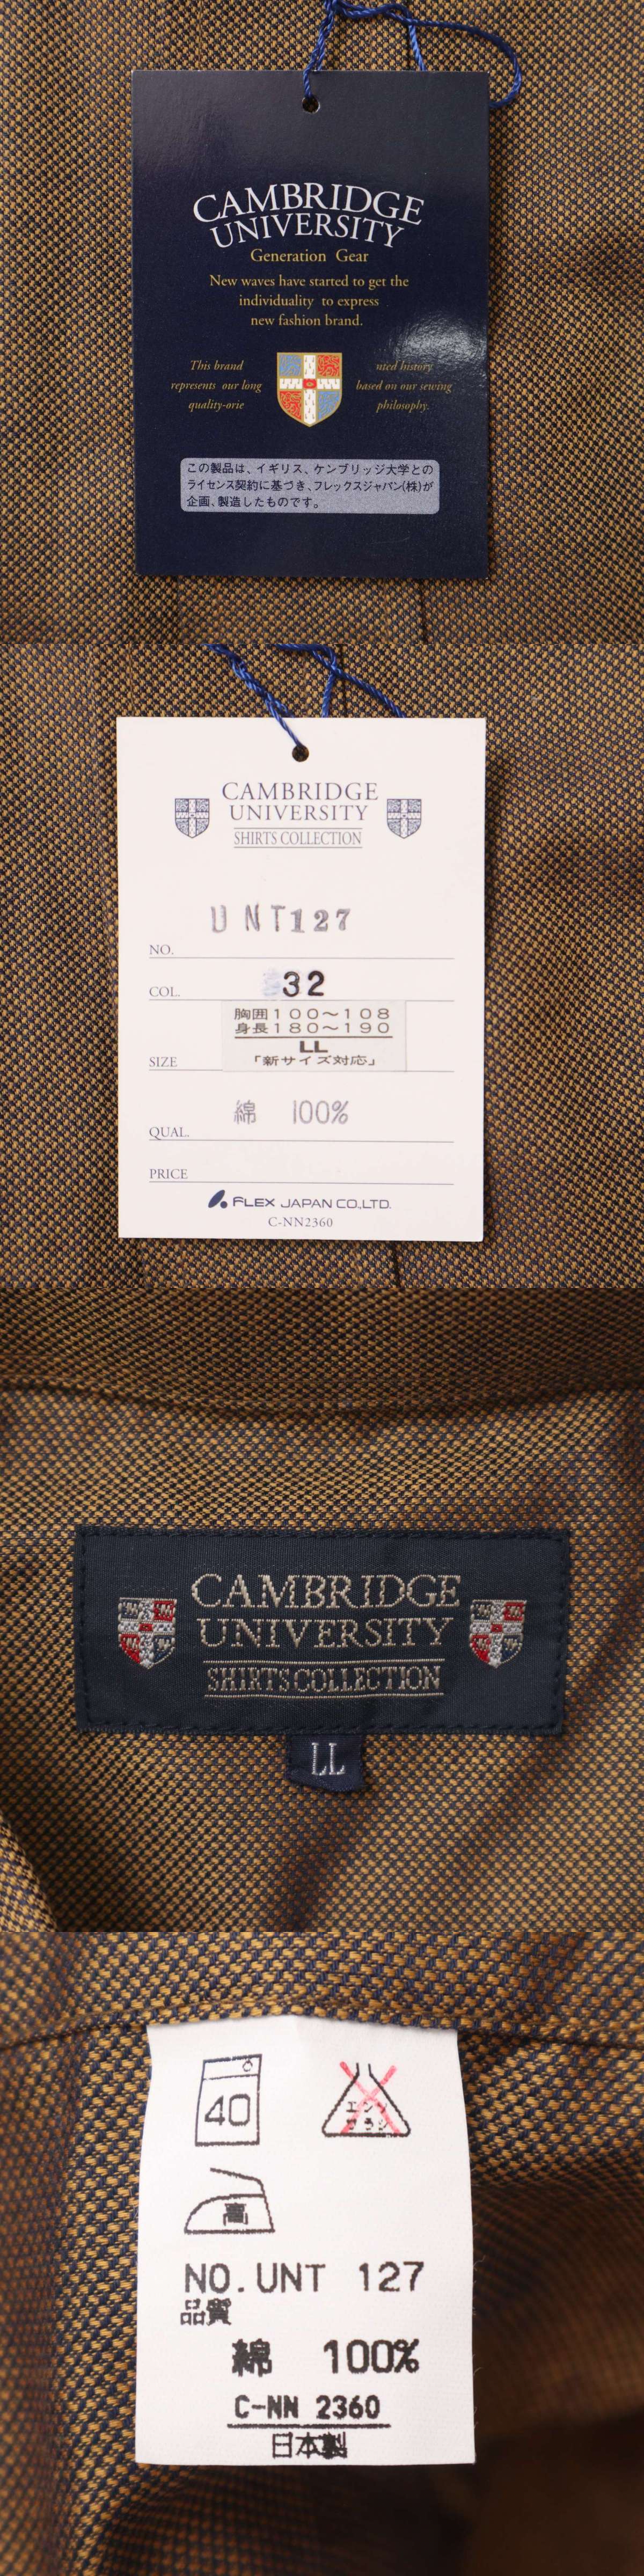 CAMBRIDGE
UNIVERSITY
Generation Gear
New waves have started to get the
individuality to express
new fashion brand.
This brand
represents our long
quality-orie
nted history
based on our sewing
philosophy.
この製品は、イギリス、ケンブリッジ大学との
ライセンス契約に基づき、フレックスジャパン(株)が
企画、製造したものです。
CAMBRIDGE
UNIVERSITY
SHIRTS COLLECTION
NO. UNT127
COL. 32
胸囲100〜108
身長180〜190
LL
SIZE 「新サイズ対応」
QUAL. 綿 100%
PRICE
FLEX JAPAN CO.,LTD.
C-NN2360
CAMBRIDGE
UNIVERSITY
SHIRTS COLLECTION
LL
40
エンソ
サラシ
高
NO. UNT 127
品質
綿 100%
C-NN 2360
日本製